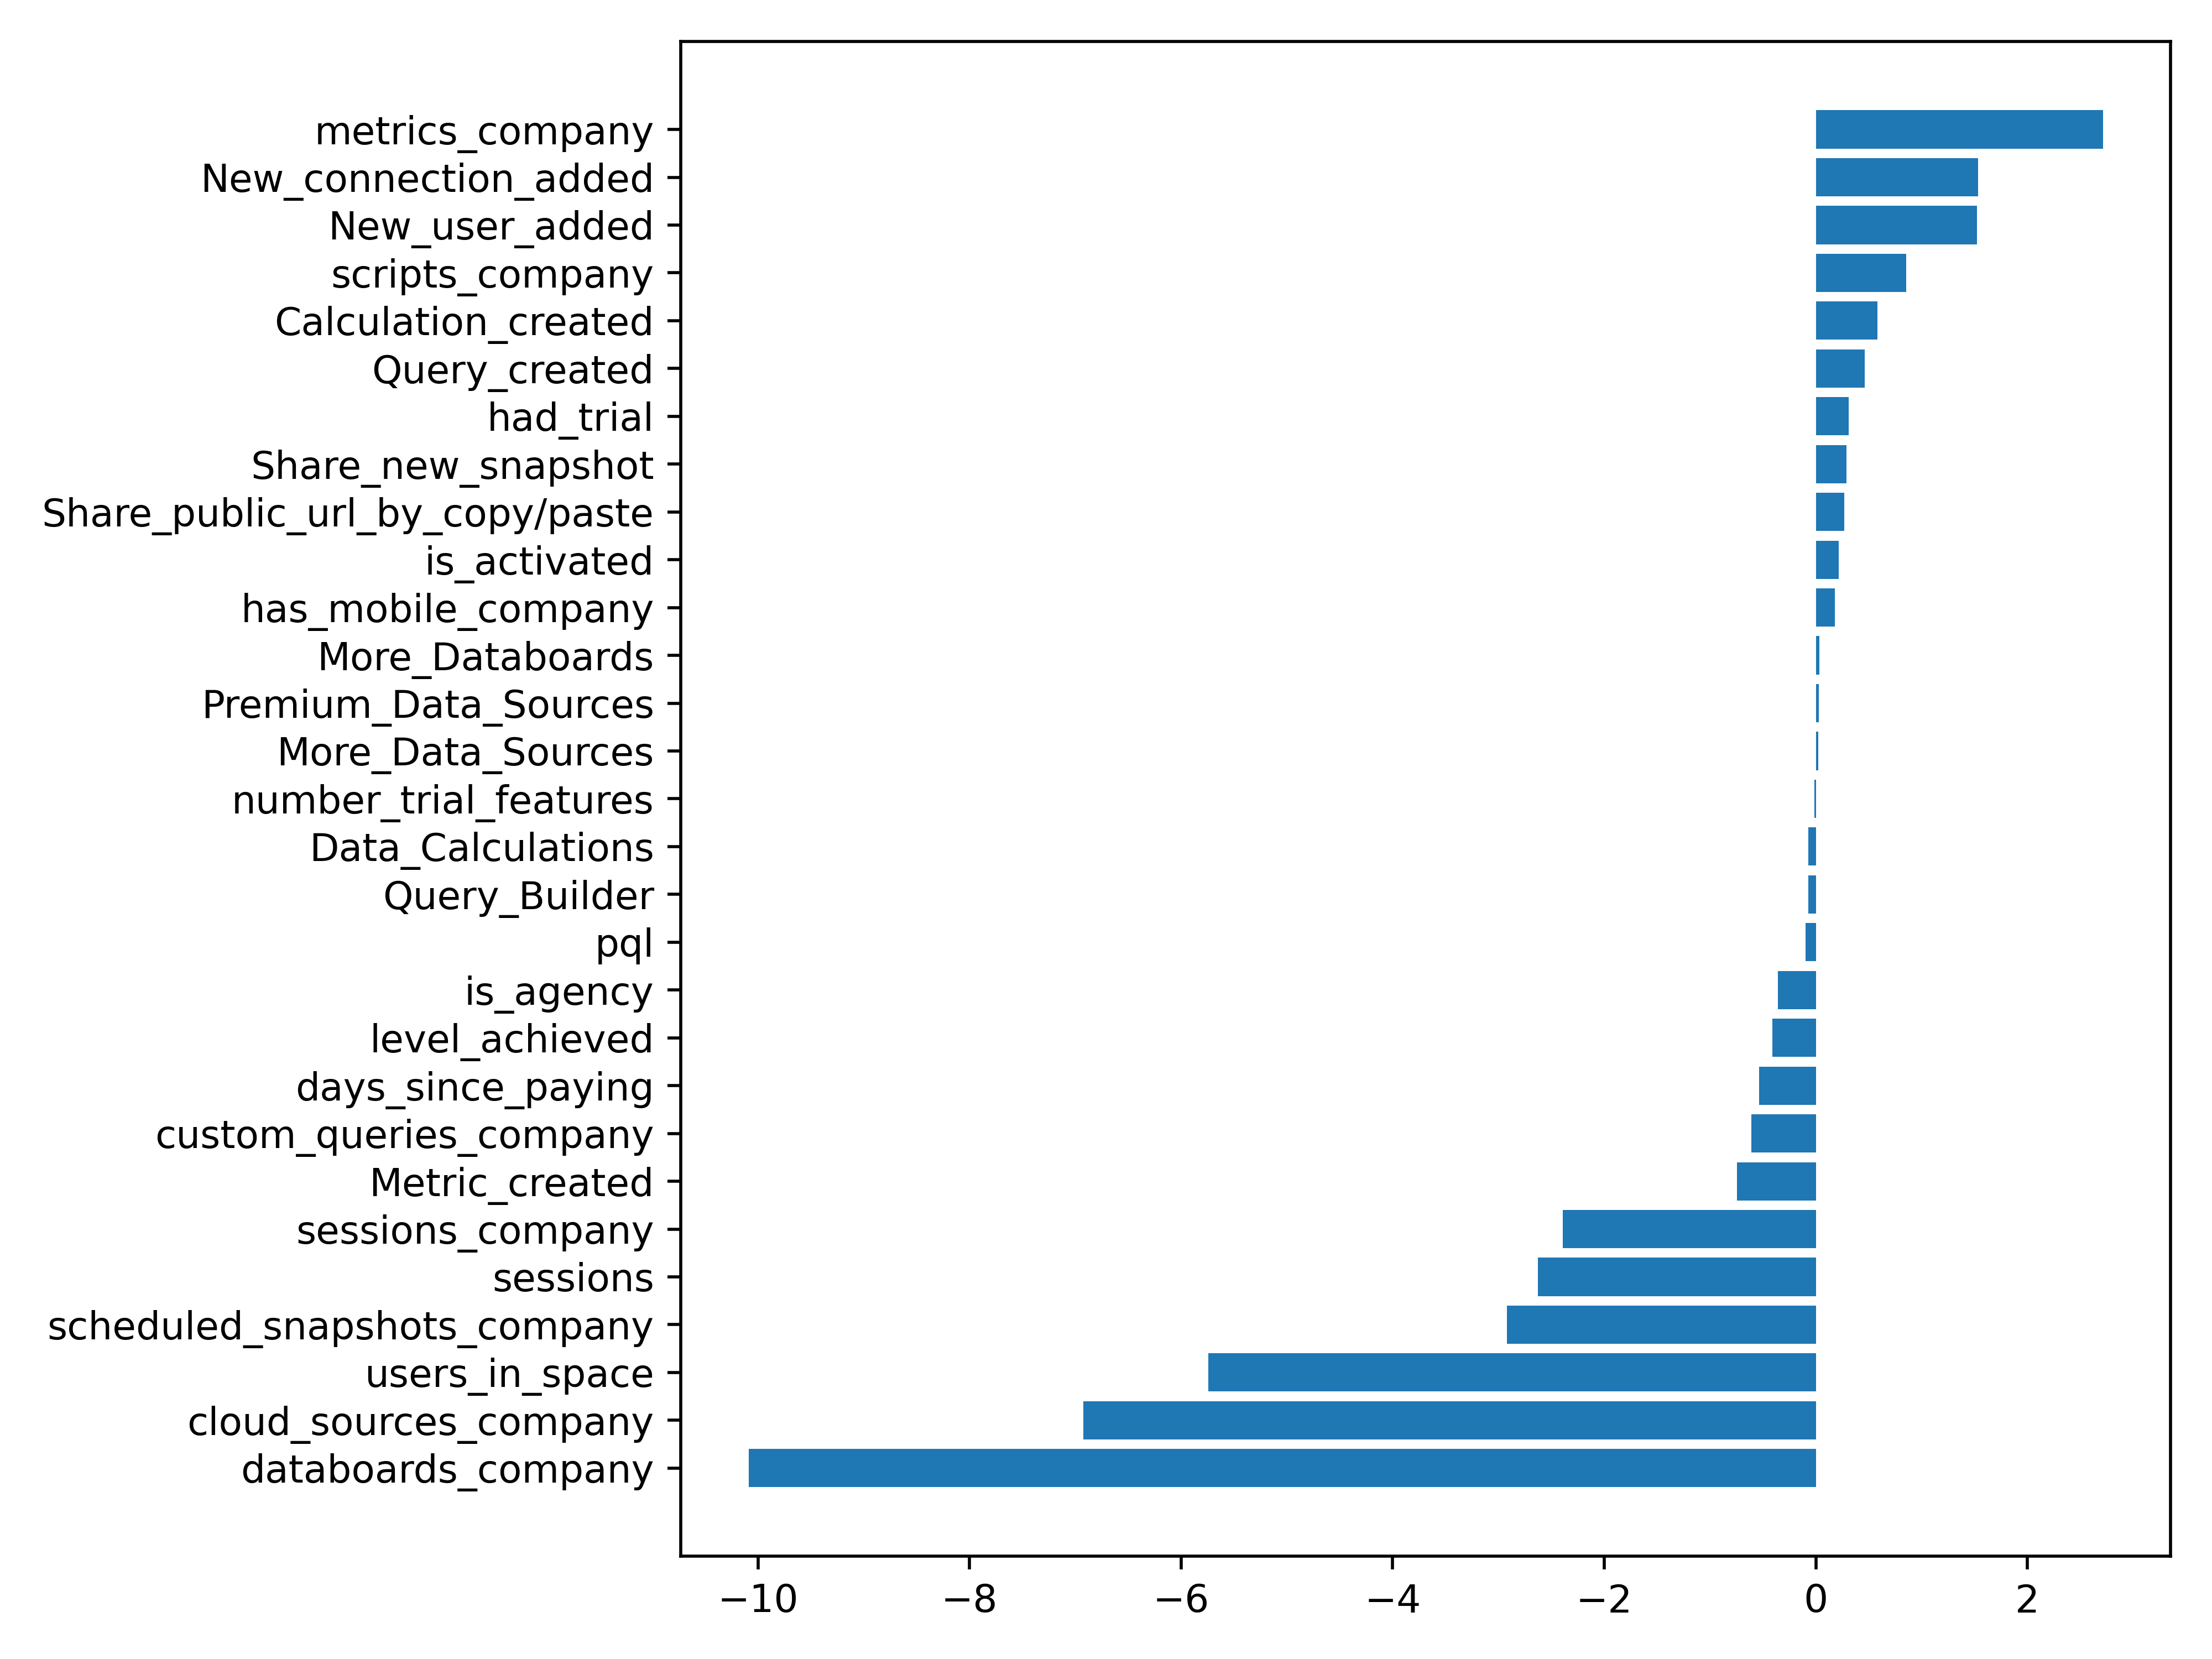 metrics_company
New_connection_added
New_user_added
scripts_company
Calculation_created
Query_created
had_trial
Share_new_snapshot
Share_public_url_by_copy/paste
is_activated
has_mobile_company
More_Databoards
Premium_Data_Sources
More_Data_Sources
number_trial_features
Data_Calculations
Query_Builder
pql
is_agency
level_achieved
days_since_paying
custom_queries_company
Metric_created
sessions_company
sessions
scheduled_snapshots_company
users_in_space
cloud_sources_company
databoards_company
−10 −8 −6 −4 −2 0 2